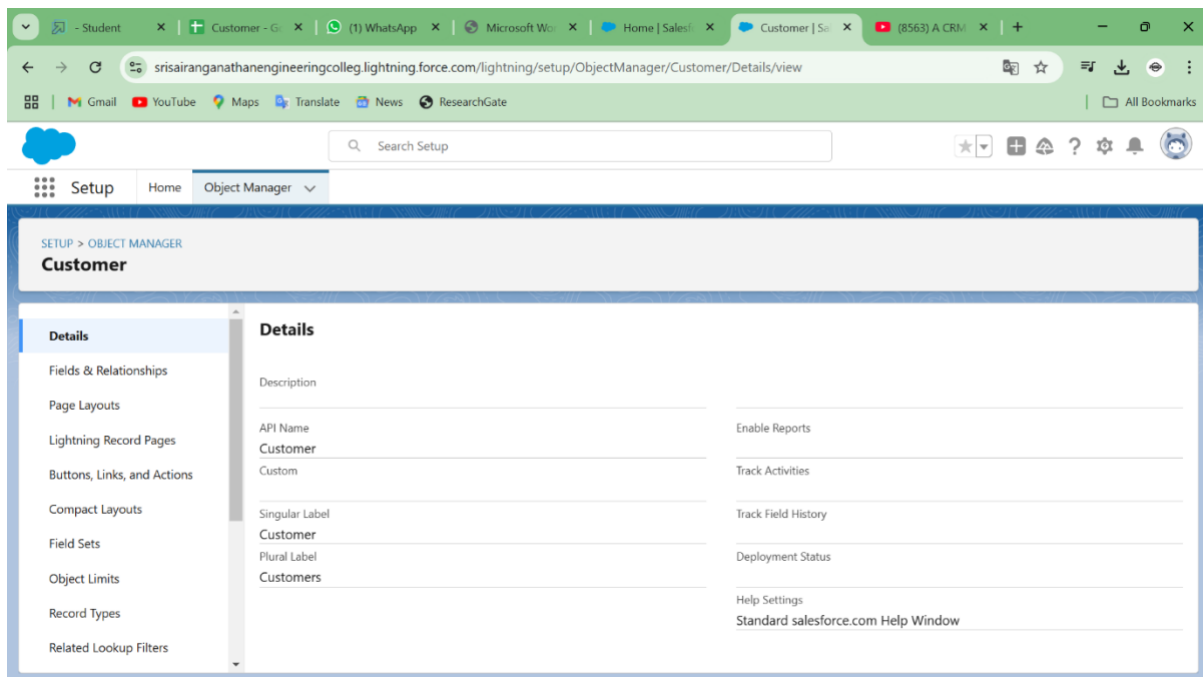 - Student
Customer - G
(1) WhatsApp
Microsoft Wo
Home | Salesf
Customer | Sa
(8563) A CRM
srisairanganathanengineeringcolleg.lightning.force.com/lightning/setup/ObjectManager/Customer/Details/view
Gmail YouTube Maps Translate News ResearchGate All Bookmarks
Search Setup
Setup Home Object Manager
SETUP > OBJECT MANAGER
Customer
Details
Fields & Relationships
Page Layouts
Lightning Record Pages
Buttons, Links, and Actions
Compact Layouts
Field Sets
Object Limits
Record Types
Related Lookup Filters
Details
Description
API Name
Customer
Custom
Singular Label
Customer
Plural Label
Customers
Enable Reports
Track Activities
Track Field History
Deployment Status
Help Settings
Standard salesforce.com Help Window